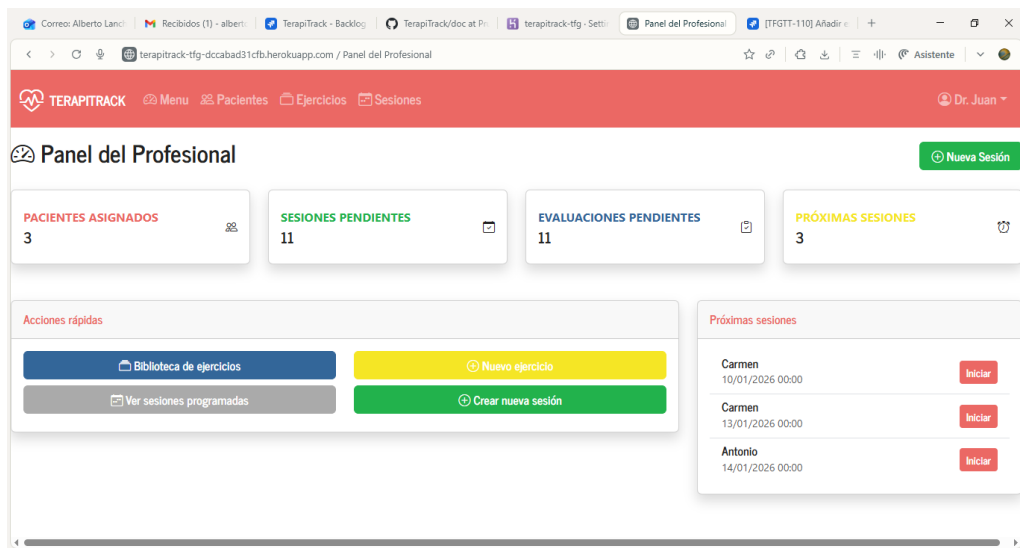 Correo: Alberto Lanch
Recibidos (1) - albert
TerapiTrack - Backlog
TerapiTrack/doc at
terapitrack-tfg · Setti
Panel del Profesional
[TFGTT-110] Añadir
terapitrack-tfg-dccabad31cfb.herokuapp.com / Panel del Profesional
Asistente
TERAPITRACK Menu Pacientes Ejercicios Sesiones Dr. Juan
Panel del Profesional
Nueva Sesión
PACIENTES ASIGNADOS
3
SESIONES PENDIENTES
11
EVALUACIONES PENDIENTES
11
PRÓXIMAS SESIONES
3
Acciones rápidas
Biblioteca de ejercicios
Nuevo ejercicio
Ver sesiones programadas
Crear nueva sesión
Próximas sesiones
Carmen
10/01/2026 00:00
Iniciar
Carmen
13/01/2026 00:00
Iniciar
Antonio
14/01/2026 00:00
Iniciar